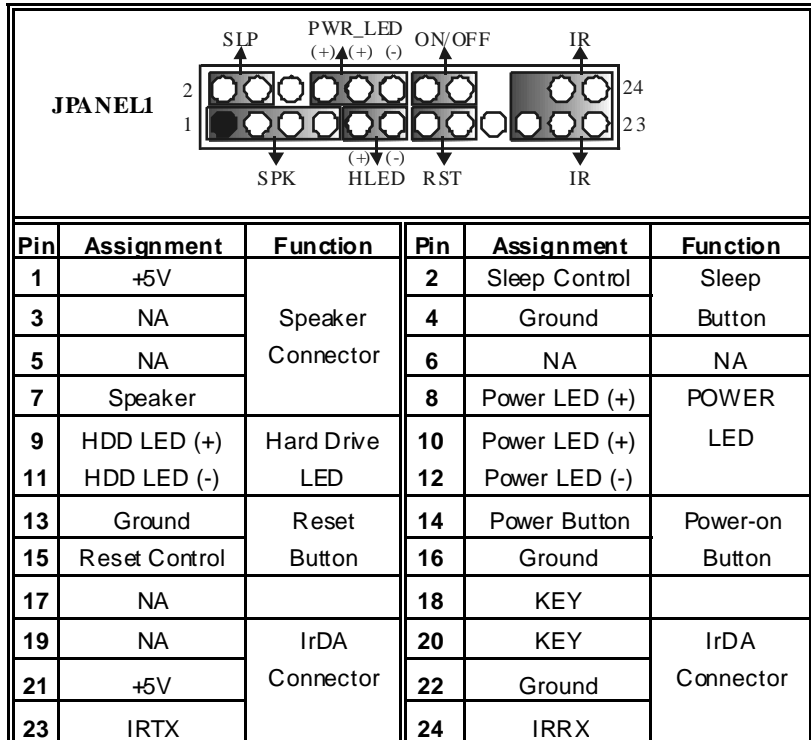 SLP PWR_LED ON/OFF IR
(+) (+) (-)
JPANEL1 2 24
1 23
(+) (-)
SPK HLED RST IR
Pin Assignment Function Pin Assignment Function
1 +5V Speaker Connector 2 Sleep Control Sleep Button
3 NA 4 Ground
5 NA 6 NA NA
7 Speaker 8 Power LED (+) POWER LED
9 HDD LED (+) Hard Drive LED 10 Power LED (+)
11 HDD LED (-) 12 Power LED (-)
13 Ground Reset Button 14 Power Button Power-on Button
15 Reset Control 16 Ground
17 NA 18 KEY
19 NA IrDA Connector 20 KEY IrDA Connector
21 +5V 22 Ground
23 IRTX 24 IRRX